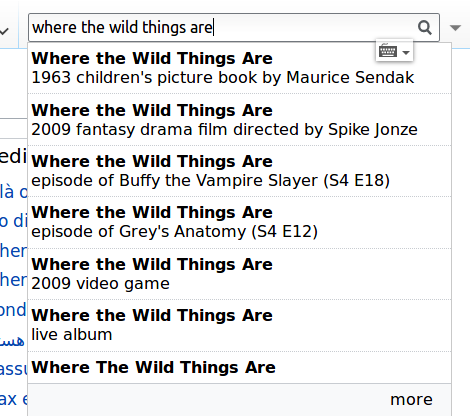 where the wild things are
Where the Wild Things Are
1963 children's picture book by Maurice Sendak
Where the Wild Things Are
2009 fantasy drama film directed by Spike Jonze
Where the Wild Things Are
episode of Buffy the Vampire Slayer (S4 E18)
Where the Wild Things Are
episode of Grey's Anatomy (S4 E12)
Where the Wild Things Are
2009 video game
Where the Wild Things Are
live album
Where The Wild Things Are
more